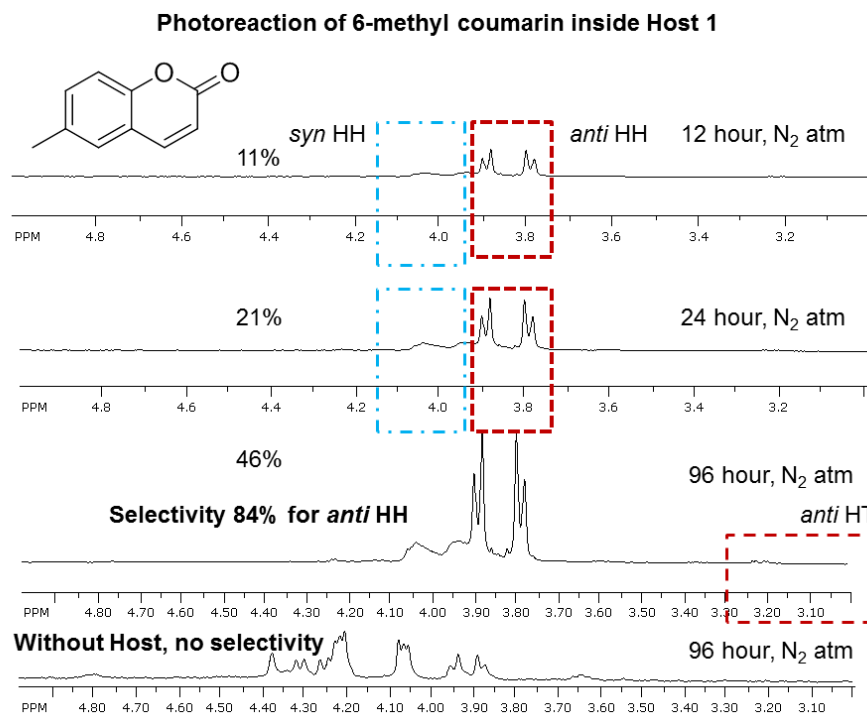 Photoreaction of 6-methyl coumarin inside Host 1
O O
syn HH anti HH 12 hour, N2 atm
11%
PPM 4.8 4.6 4.4 4.2 4.0 3.8 3.6 3.4 3.2
21% 24 hour, N2 atm
PPM 4.8 4.6 4.4 4.2 4.0 3.8 3.6 3.4 3.2
46% 96 hour, N2 atm
Selectivity 84% for anti HH anti HT
PPM 4.80 4.70 4.60 4.50 4.40 4.30 4.20 4.10 4.00 3.90 3.80 3.70 3.60 3.50 3.40 3.30 3.20 3.10
Without Host, no selectivity 96 hour, N2 atm
PPM 4.80 4.70 4.60 4.50 4.40 4.30 4.20 4.10 4.00 3.90 3.80 3.70 3.60 3.50 3.40 3.30 3.20 3.10